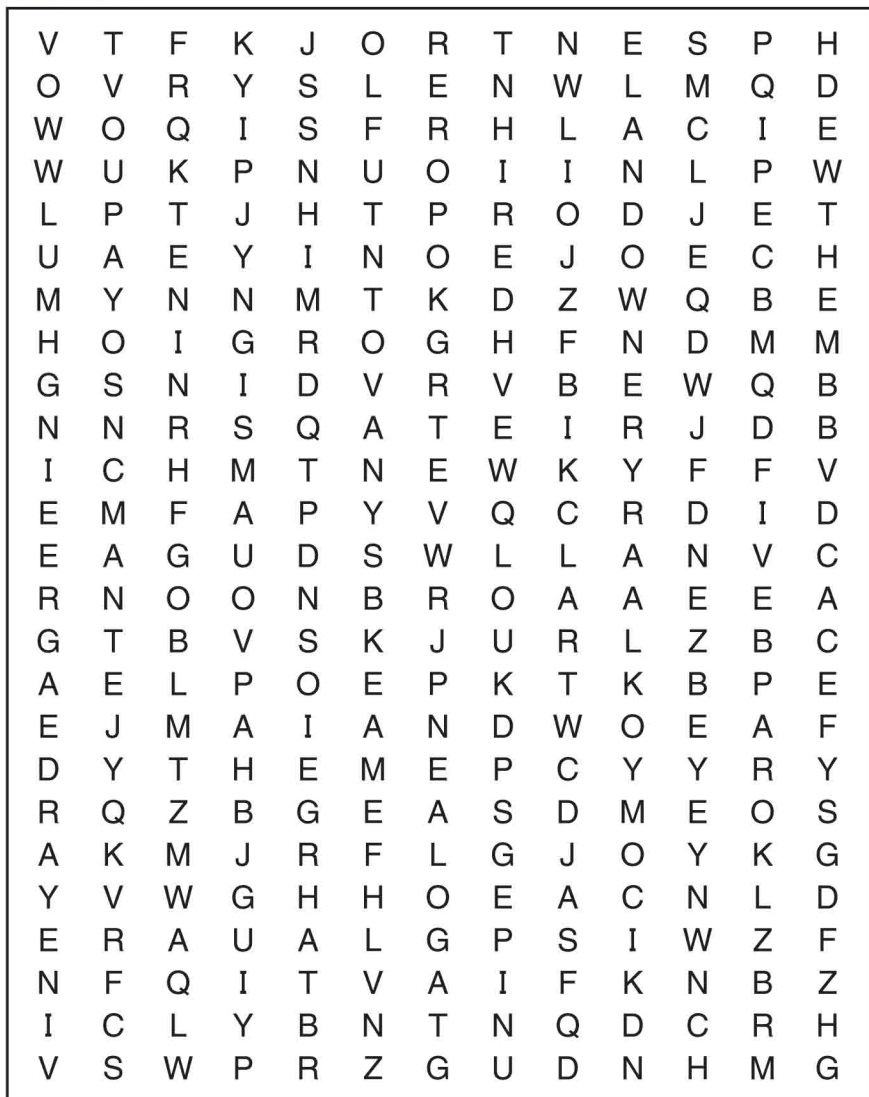 V T F K J O R T N E S P H
O V R Y S L E N W L M Q D
W O Q I S F R H L A C I E
W U K P N U O I I N L P W
L P T J H T P R O D J E T
U A E Y I N O E J O E C H
M Y N N M T K D Z W Q B E
H O I G R O G H F N D M M
G S N I D V R V B E W Q B
N N R S Q A T E I R J D B
I C H M T N E W K Y F F V
E M F A P Y V Q C R D I D
E A G U D S W L L A N V C
R N O O N B R O A A E E A
G T B V S K J U R L Z B C
A E L P O E P K T K B P E
E J M A I A N D W O E A F
D Y T H E M E P C Y Y R Y
R Q Z B G E A S D M E O S
A K M J R F L G J O Y K G
Y V W G H H O E A C N L D
E R A U A L G P S I W Z F
N F Q I T V A I F K N B Z
I C L Y B N T N Q D C R H
V S W P R Z G U D N H M G